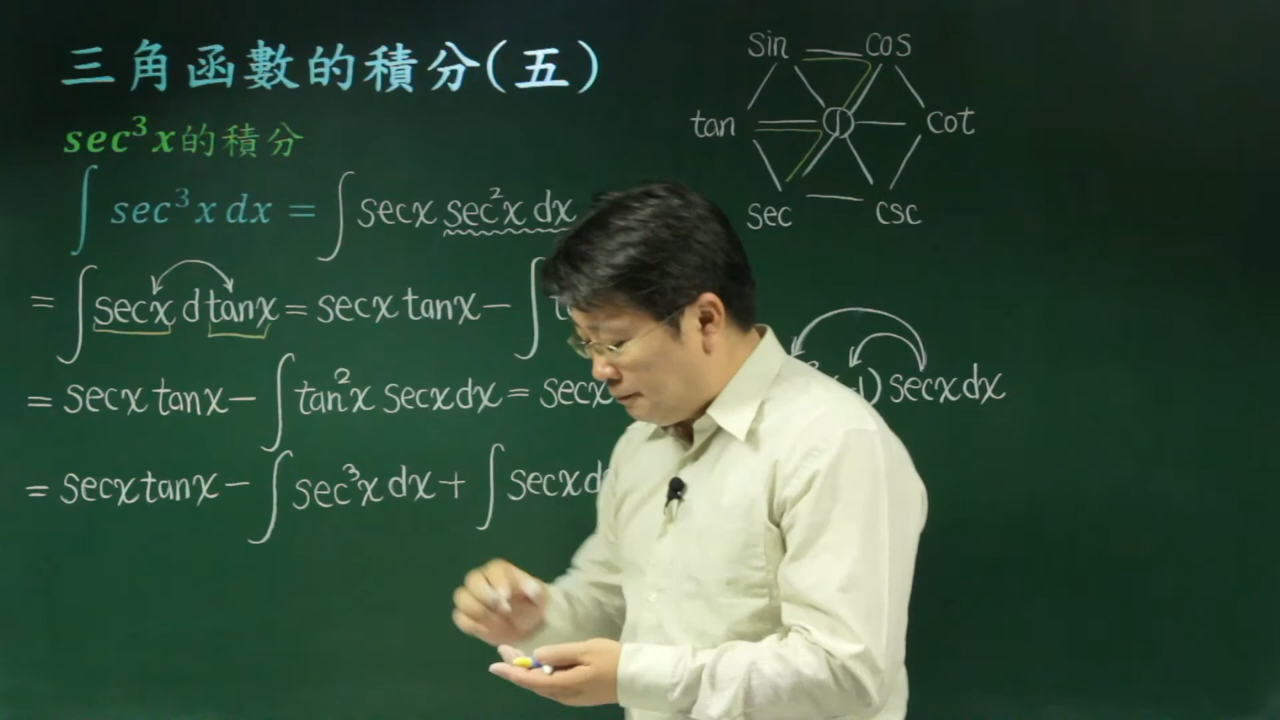 三角函數的積分(五)
sec³x的積分
∫ sec³x dx = ∫ secx sec²x dx
= ∫ secx d tanx = secx tanx − ∫
= secx tanx − ∫ tan²x secx dx = secx −1) secx dx
= secx tanx − ∫ sec³x dx + ∫ secx d
sin cos
tan 1 cot
sec csc